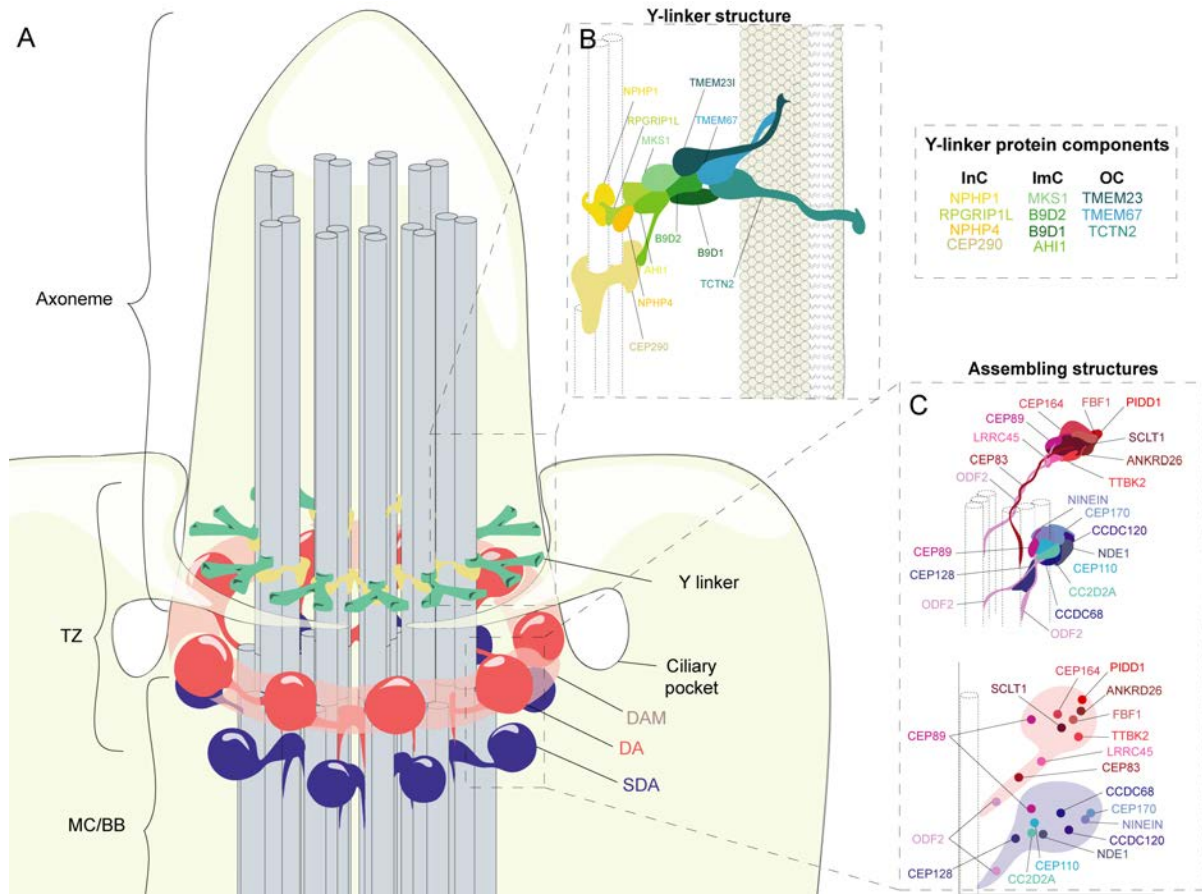 A
Axoneme
TZ
MC/BB
Y linker
Ciliary
pocket
DAM
DA
SDA
Y-linker structure
B
NPHP1
RPGRIP1L
MKS1
TMEM23I
TMEM67
B9D2
B9D1
AHI1
NPHP4
TCTN2
CEP290
Y-linker protein components
InC ImC OC
NPHP1 MKS1 TMEM23
RPGRIP1L B9D2 TMEM67
NPHP4 B9D1 TCTN2
CEP290 AHI1
Assembling structures
C
CEP164 FBF1 PIDD1
CEP89
LRRC45 SCLT1
CEP83 ANKRD26
ODF2 TTBK2
NINEIN
CEP170
CCDC120
CEP89 NDE1
CEP128 CEP110
CC2D2A
ODF2 CCDC68
ODF2
CEP164 PIDD1
SCLT1 ANKRD26
FBF1
CEP89 TTBK2
LRRC45
CEP83
CCDC68
CEP170
ODF2 NINEIN
CCDC120
NDE1
CEP128 CEP110
CC2D2A